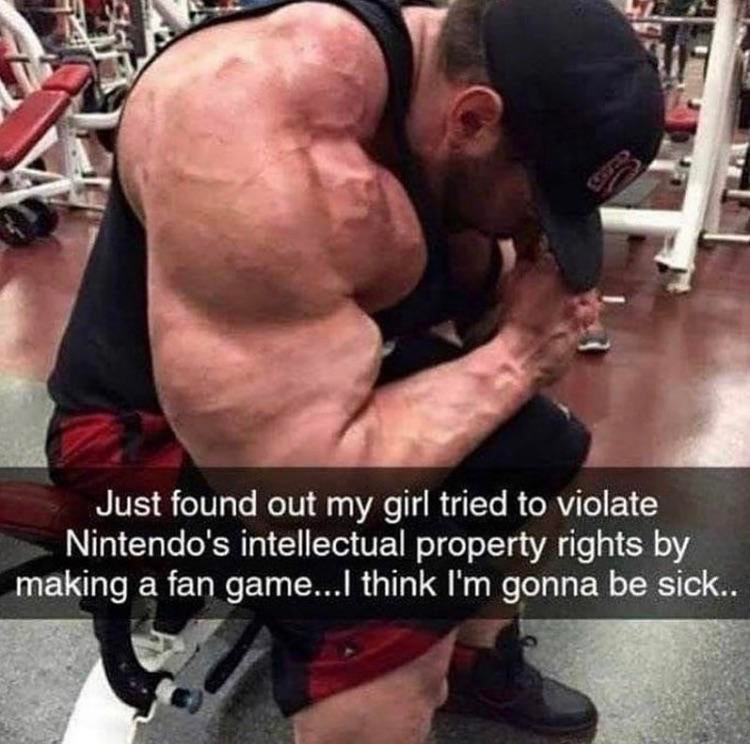 Just found out my girl tried to violate
Nintendo's intellectual property rights by
making a fan game...I think I'm gonna be sick..